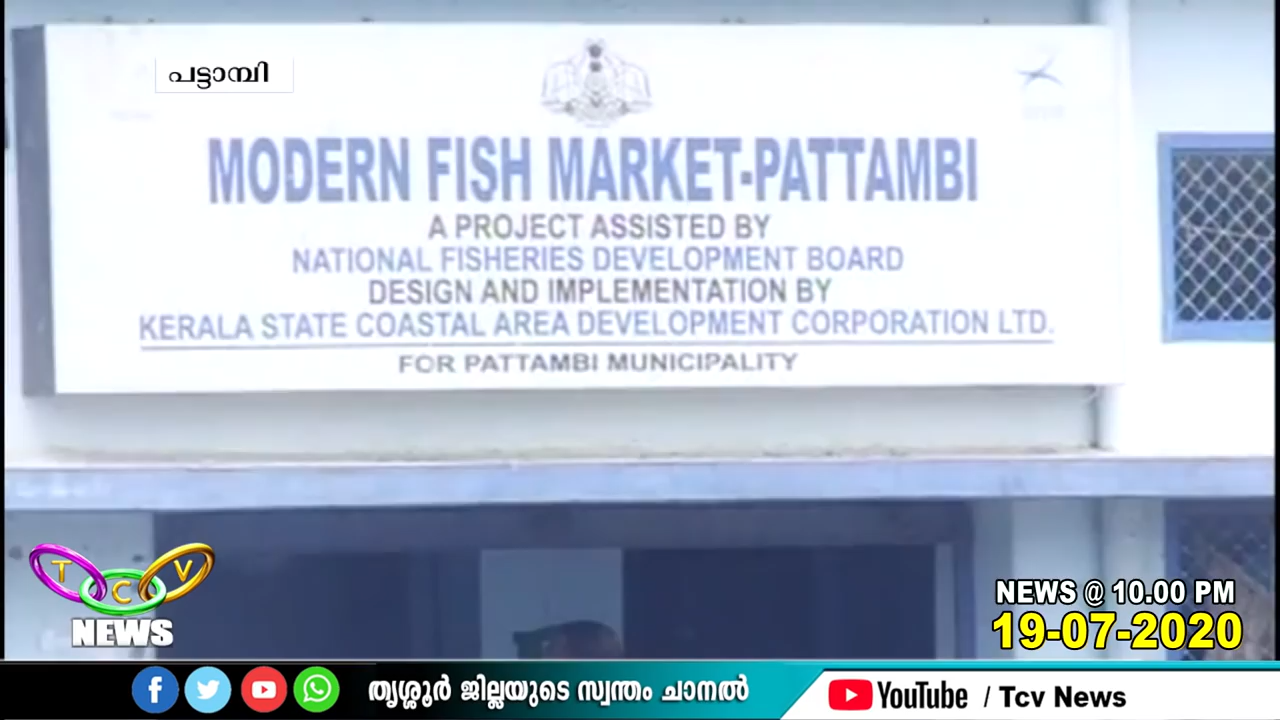 പട്ടാമ്പി
MODERN FISH MARKET-PATTAMBI
A PROJECT ASSISTED BY
NATIONAL FISHERIES DEVELOPMENT BOARD
DESIGN AND IMPLEMENTATION BY
KERALA STATE COASTAL AREA DEVELOPMENT CORPORATION LTD.
FOR PATTAMBI MUNICIPALITY
T C V
NEWS
NEWS @ 10.00 PM
19-07-2020
തൃശ്ശൂർ ജില്ലയുടെ സ്വന്തം ചാനൽ
YouTube / Tcv News